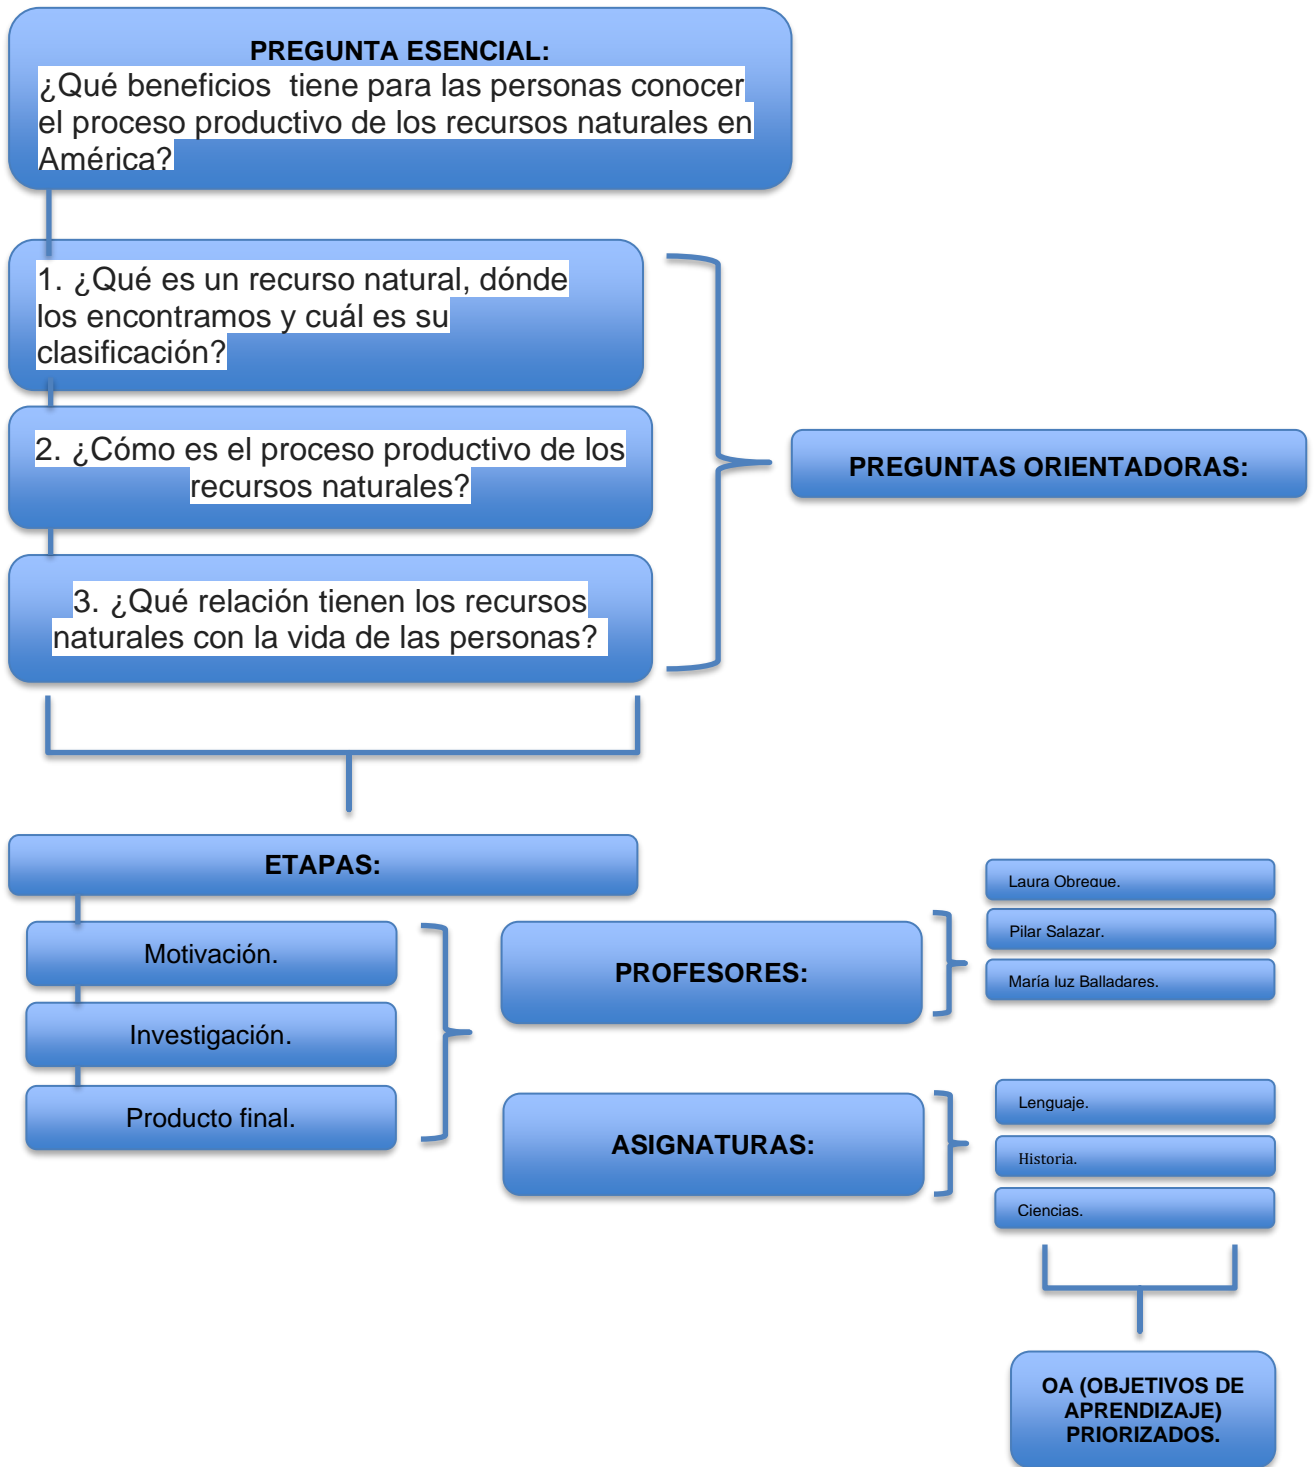 PREGUNTA ESENCIAL:
¿Qué beneficios  tiene para las personas conocer
el proceso productivo de los recursos naturales en
América?
1. ¿Qué es un recurso natural, dónde
los encontramos y cuál es su
clasificación?
2. ¿Cómo es el proceso productivo de los
recursos naturales?
3. ¿Qué relación tienen los recursos
naturales con la vida de las personas?
PREGUNTAS ORIENTADORAS:
ETAPAS:
Motivación.
Investigación.
Producto final.
PROFESORES:
Laura Obreque.
Pilar Salazar.
María luz Balladares.
ASIGNATURAS:
Lenguaje.
Historia.
Ciencias.
OA (OBJETIVOS DE
APRENDIZAJE)
PRIORIZADOS.